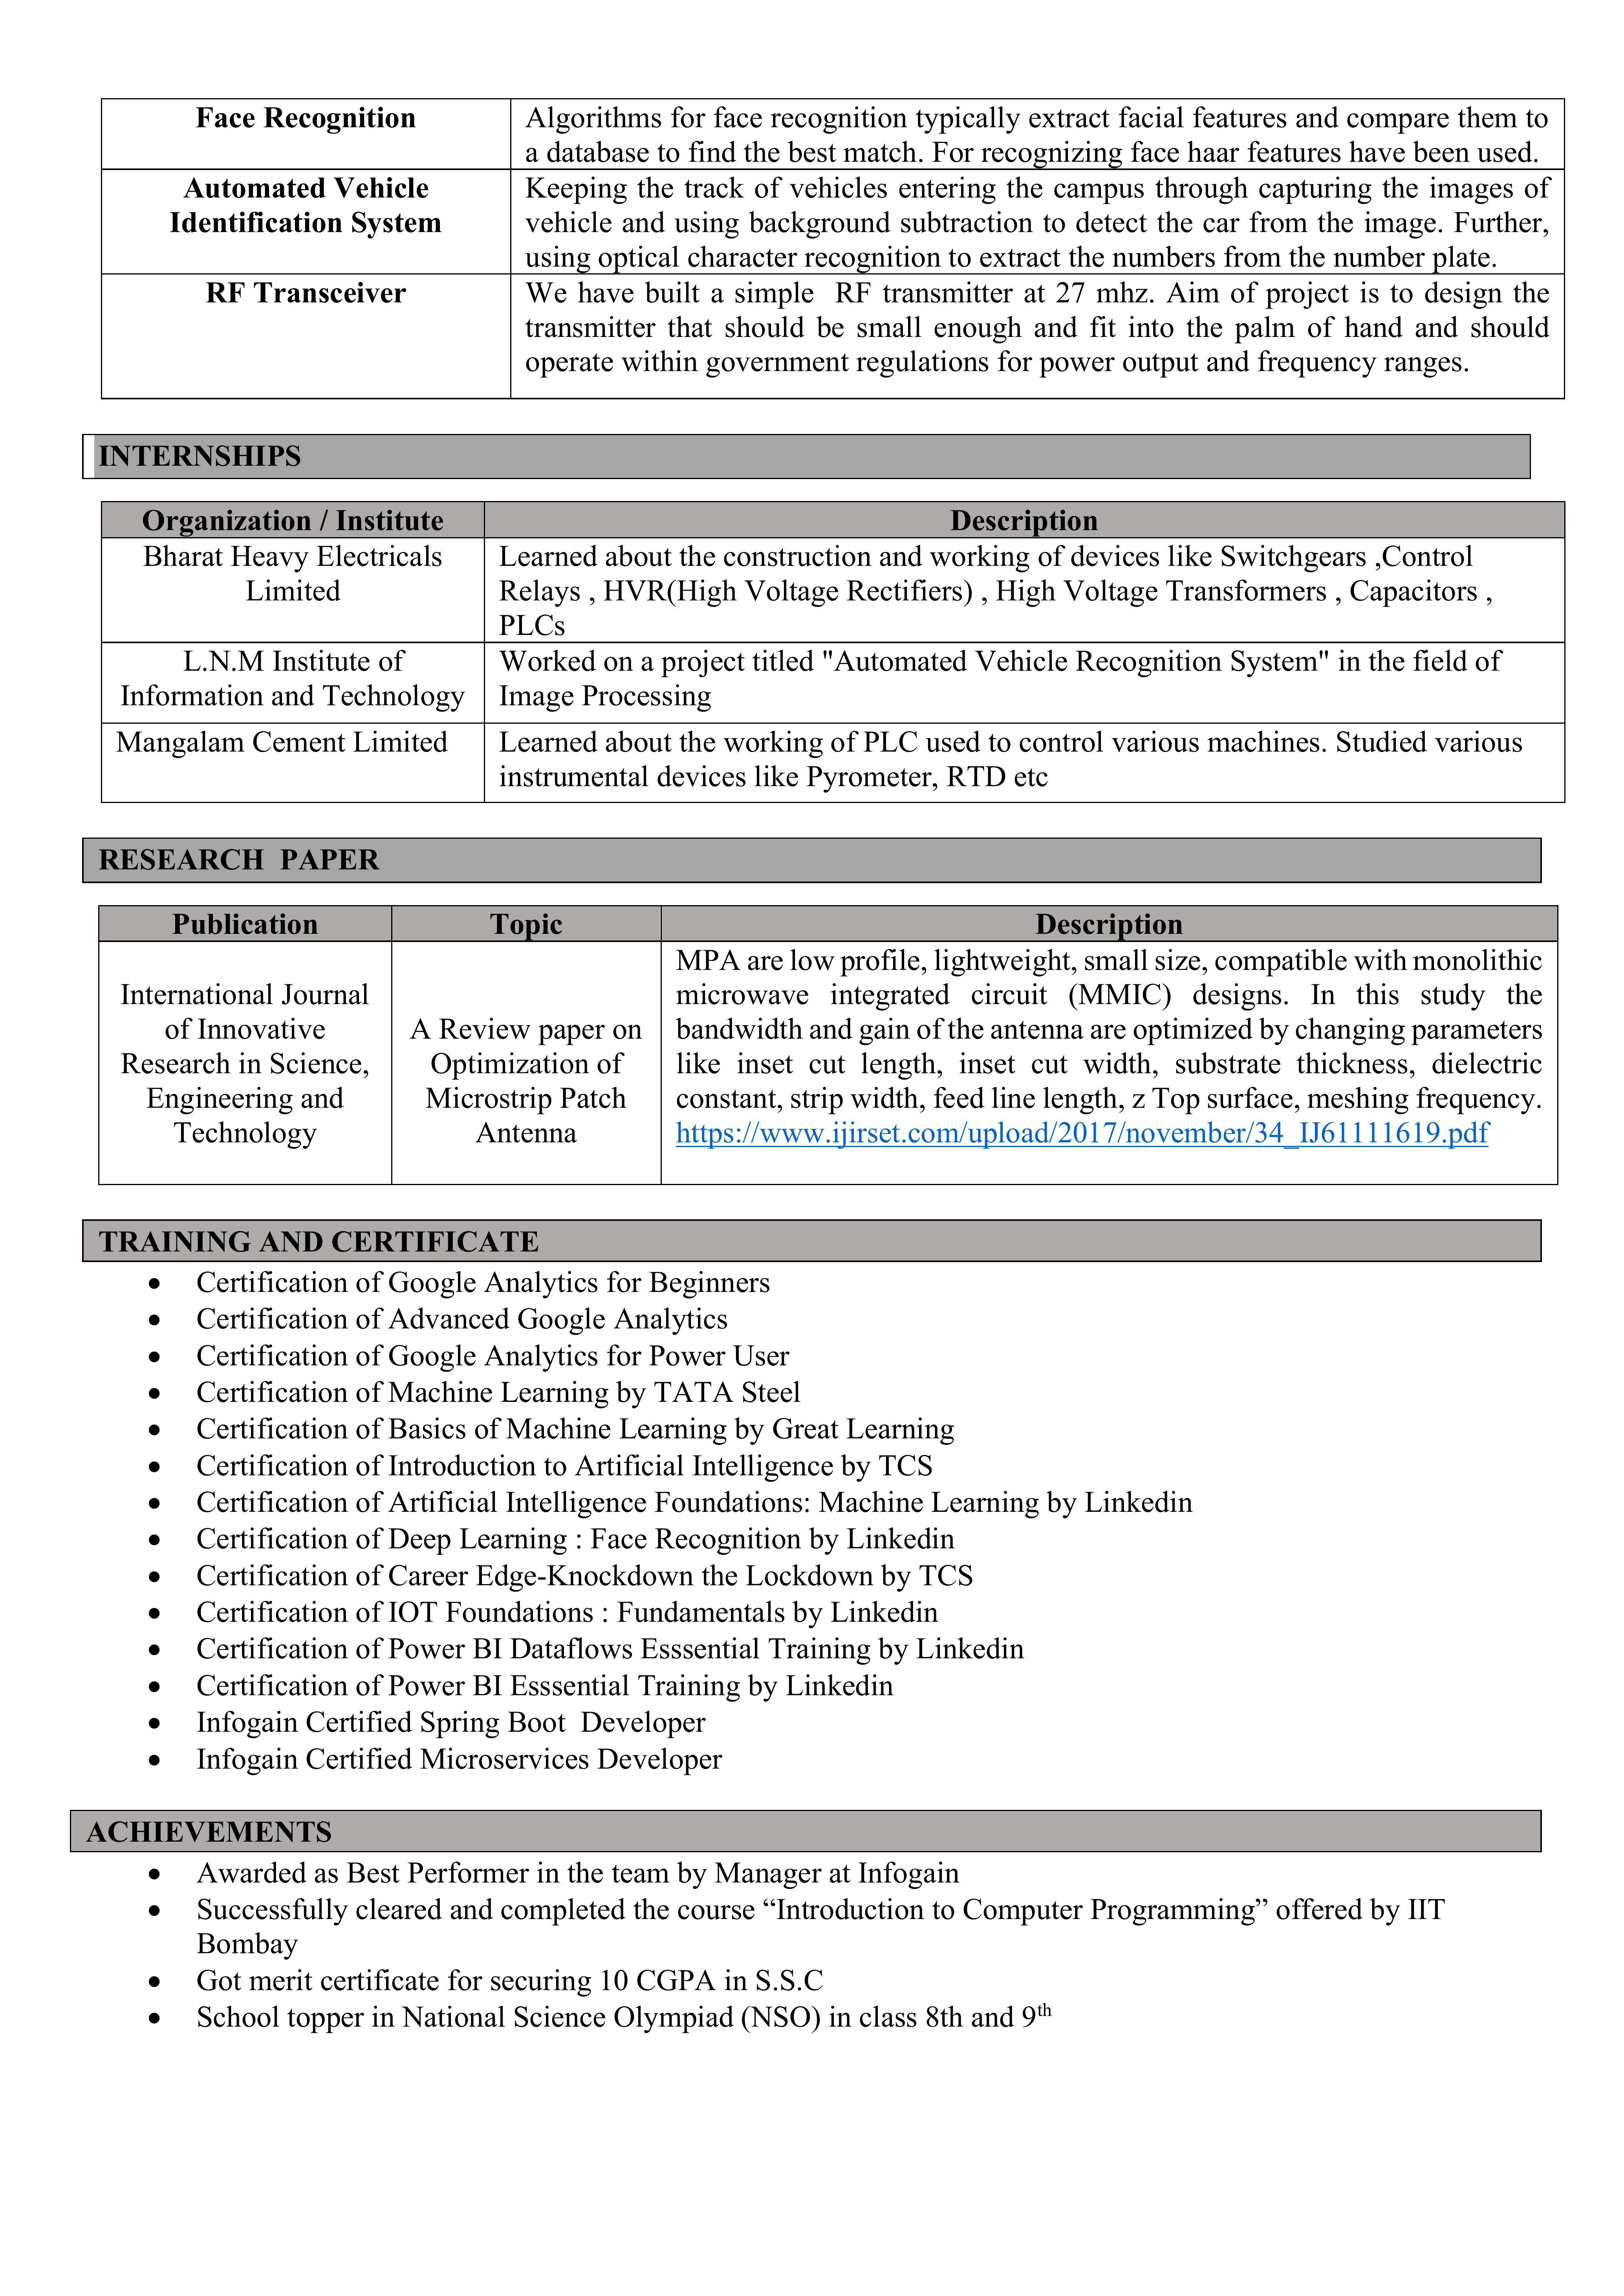 Face Recognition
Algorithms for face recognition typically extract facial features and compare them to
a database to find the best match. For recognizing face haar features have been used.
Automated Vehicle
Identification System
Keeping the track of vehicles entering the campus through capturing the images of
vehicle and using background subtraction to detect the car from the image. Further,
using optical character recognition to extract the numbers from the number plate.
RF Transceiver
We have built a simple  RF transmitter at 27 mhz. Aim of project is to design the
transmitter that should be small enough and fit into the palm of hand and should
operate within government regulations for power output and frequency ranges.
INTERNSHIPS
Organization / Institute
Description
Bharat Heavy Electricals
Limited
Learned about the construction and working of devices like Switchgears ,Control
Relays , HVR(High Voltage Rectifiers) , High Voltage Transformers , Capacitors ,
PLCs
L.N.M Institute of
Information and Technology
Worked on a project titled "Automated Vehicle Recognition System" in the field of
Image Processing
Mangalam Cement Limited
Learned about the working of PLC used to control various machines. Studied various
instrumental devices like Pyrometer, RTD etc
RESEARCH  PAPER
Publication
Topic
Description
International Journal
of Innovative
Research in Science,
Engineering and
Technology
A Review paper on
Optimization of
Microstrip Patch
Antenna
MPA are low profile, lightweight, small size, compatible with monolithic
microwave integrated circuit (MMIC) designs. In this study the
bandwidth and gain of the antenna are optimized by changing parameters
like inset cut length, inset cut width, substrate thickness, dielectric
constant, strip width, feed line length, z Top surface, meshing frequency.
https://www.ijirset.com/upload/2017/november/34_IJ61111619.pdf
TRAINING AND CERTIFICATE
• Certification of Google Analytics for Beginners
• Certification of Advanced Google Analytics
• Certification of Google Analytics for Power User
• Certification of Machine Learning by TATA Steel
• Certification of Basics of Machine Learning by Great Learning
• Certification of Introduction to Artificial Intelligence by TCS
• Certification of Artificial Intelligence Foundations: Machine Learning by Linkedin
• Certification of Deep Learning : Face Recognition by Linkedin
• Certification of Career Edge-Knockdown the Lockdown by TCS
• Certification of IOT Foundations : Fundamentals by Linkedin
• Certification of Power BI Dataflows Esssential Training by Linkedin
• Certification of Power BI Esssential Training by Linkedin
• Infogain Certified Spring Boot  Developer
• Infogain Certified Microservices Developer
ACHIEVEMENTS
• Awarded as Best Performer in the team by Manager at Infogain
• Successfully cleared and completed the course “Introduction to Computer Programming” offered by IIT
Bombay
• Got merit certificate for securing 10 CGPA in S.S.C
• School topper in National Science Olympiad (NSO) in class 8th and 9th